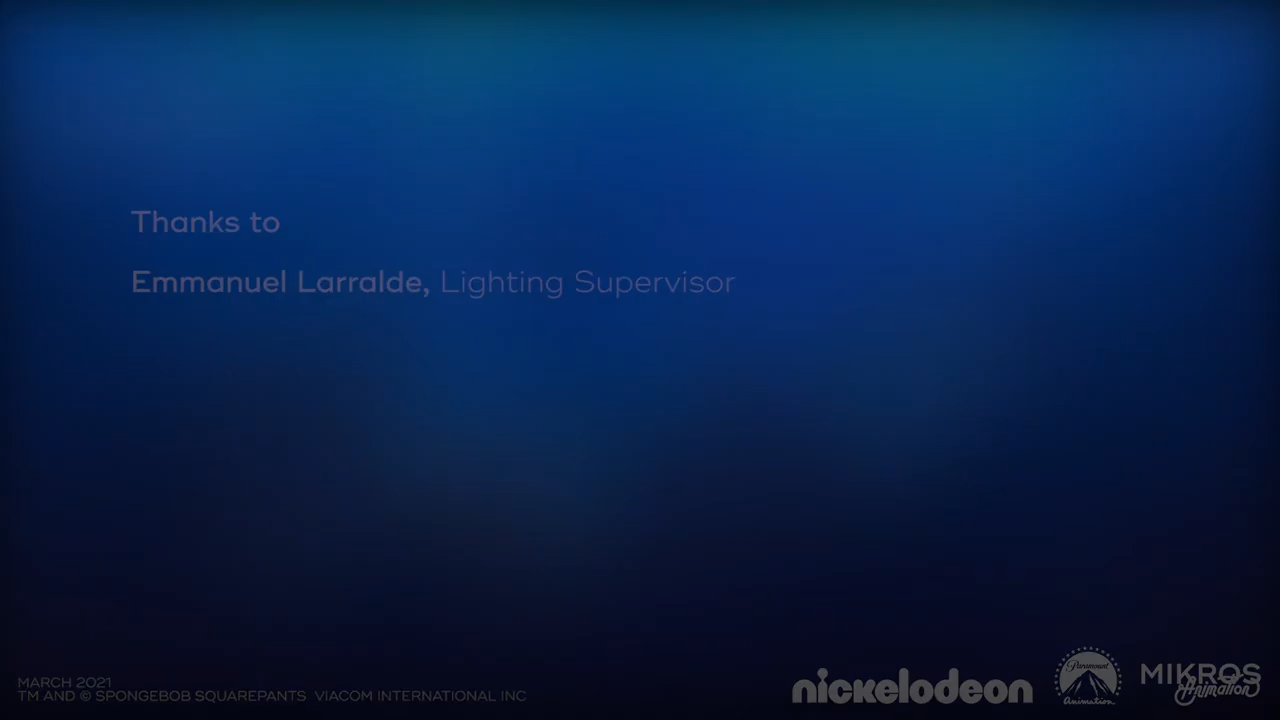 Thanks to
Emmanuel Larralde, Lighting Supervisor
MARCH 2021
TM AND © SPONGEBOB SQUAREPANTS VIACOM INTERNATIONAL INC
nickelodeon
Paramount
Animation
MIKROS
Animation